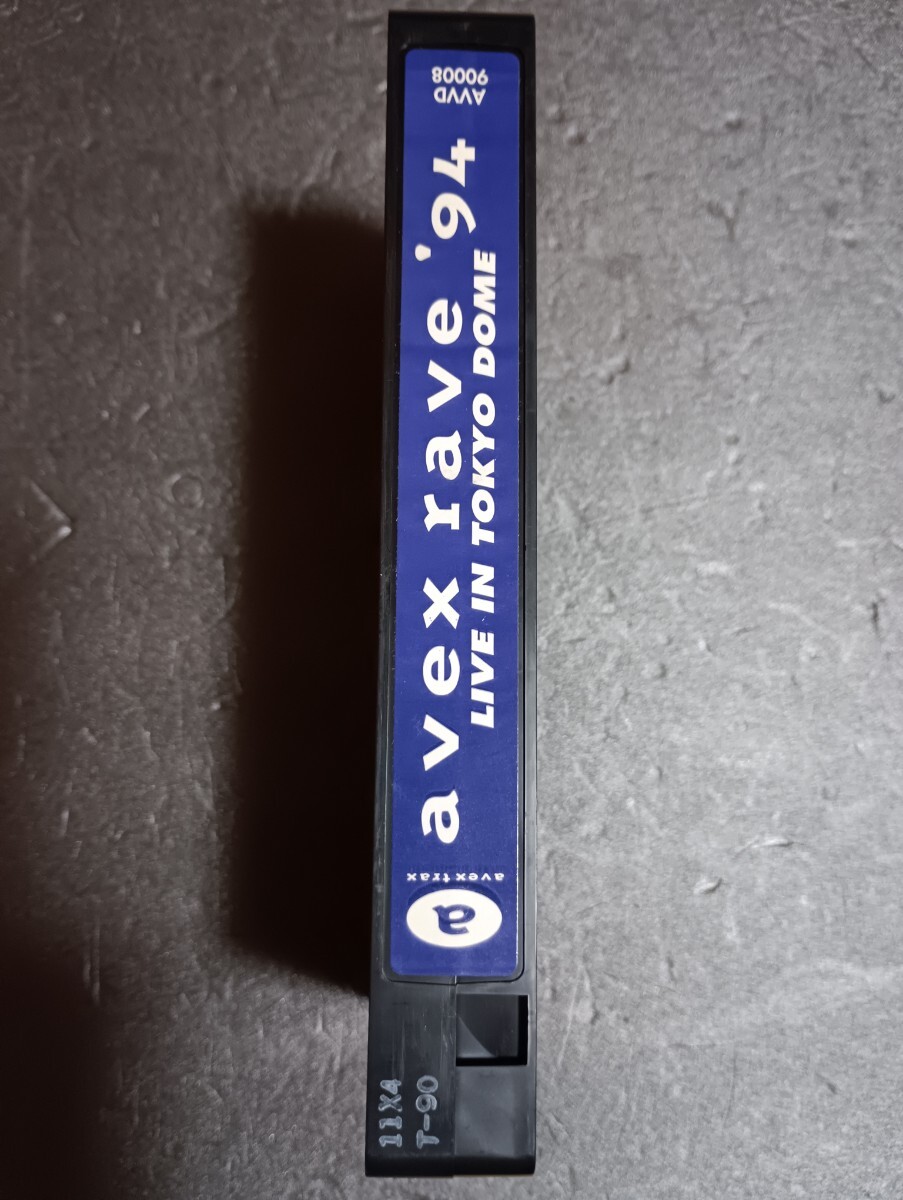 AVVD
90008
avex rave '94
LIVE IN TOKYO DOME
avex trax
a
11X4
T-90